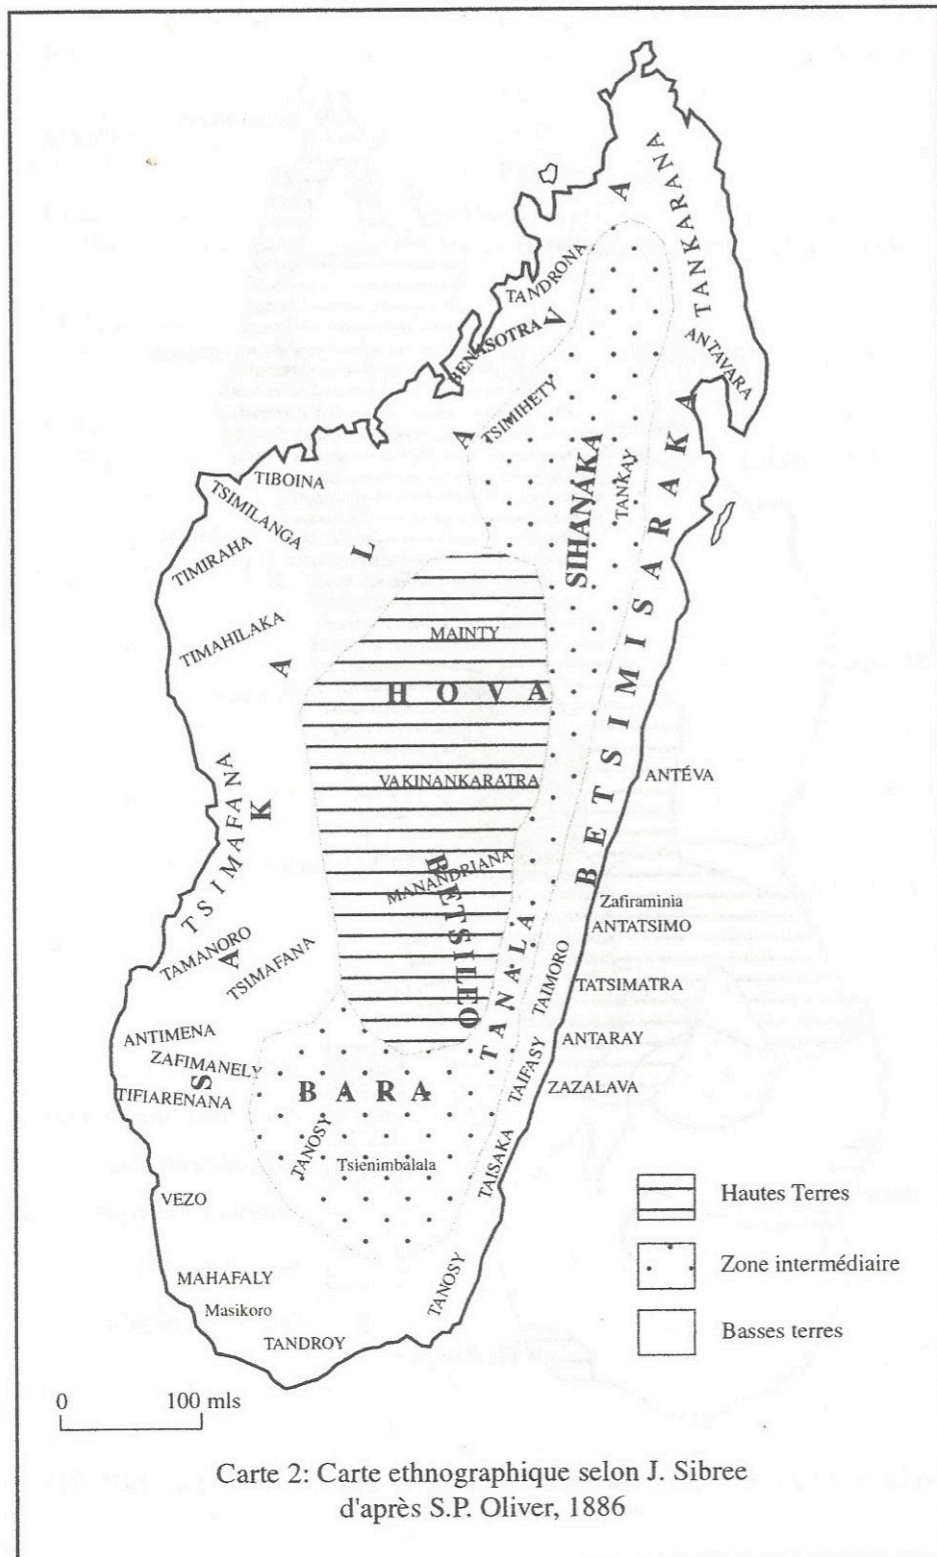 TANKARANA
TANDRONA
ANTAVARA
BENASOTRA
TSIMIHETY
SIHANAKA
TANKAY
TIBOINA
TSIMILANGA
TIMIRAHA
TIMAHILAKA
MAINTY
HOVA
VAKINANKARATRA
ANTÉVA
BETSIMISARAKA
TSIMAFANA
MANANDRIANA
BETSILEO
Zafiraminia
ANTATSIMO
TANALA
TAIMORO
TAMANORO
TSIMAFANA
TATSIMATRA
ANTIMENA
ZAFIMANELY
ANTARAY
TIFIARENANA
SAKALAVA
BARA
TAIFASY
ZAZALAVA
TANOSY
Tsienimbalala
TAISAKA
VEZO
MAHAFALY
Masikoro
TANOSY
TANDROY
Hautes Terres
Zone intermédiaire
Basses terres
0 100 mls
Carte 2: Carte ethnographique selon J. Sibree
d'après S.P. Oliver, 1886